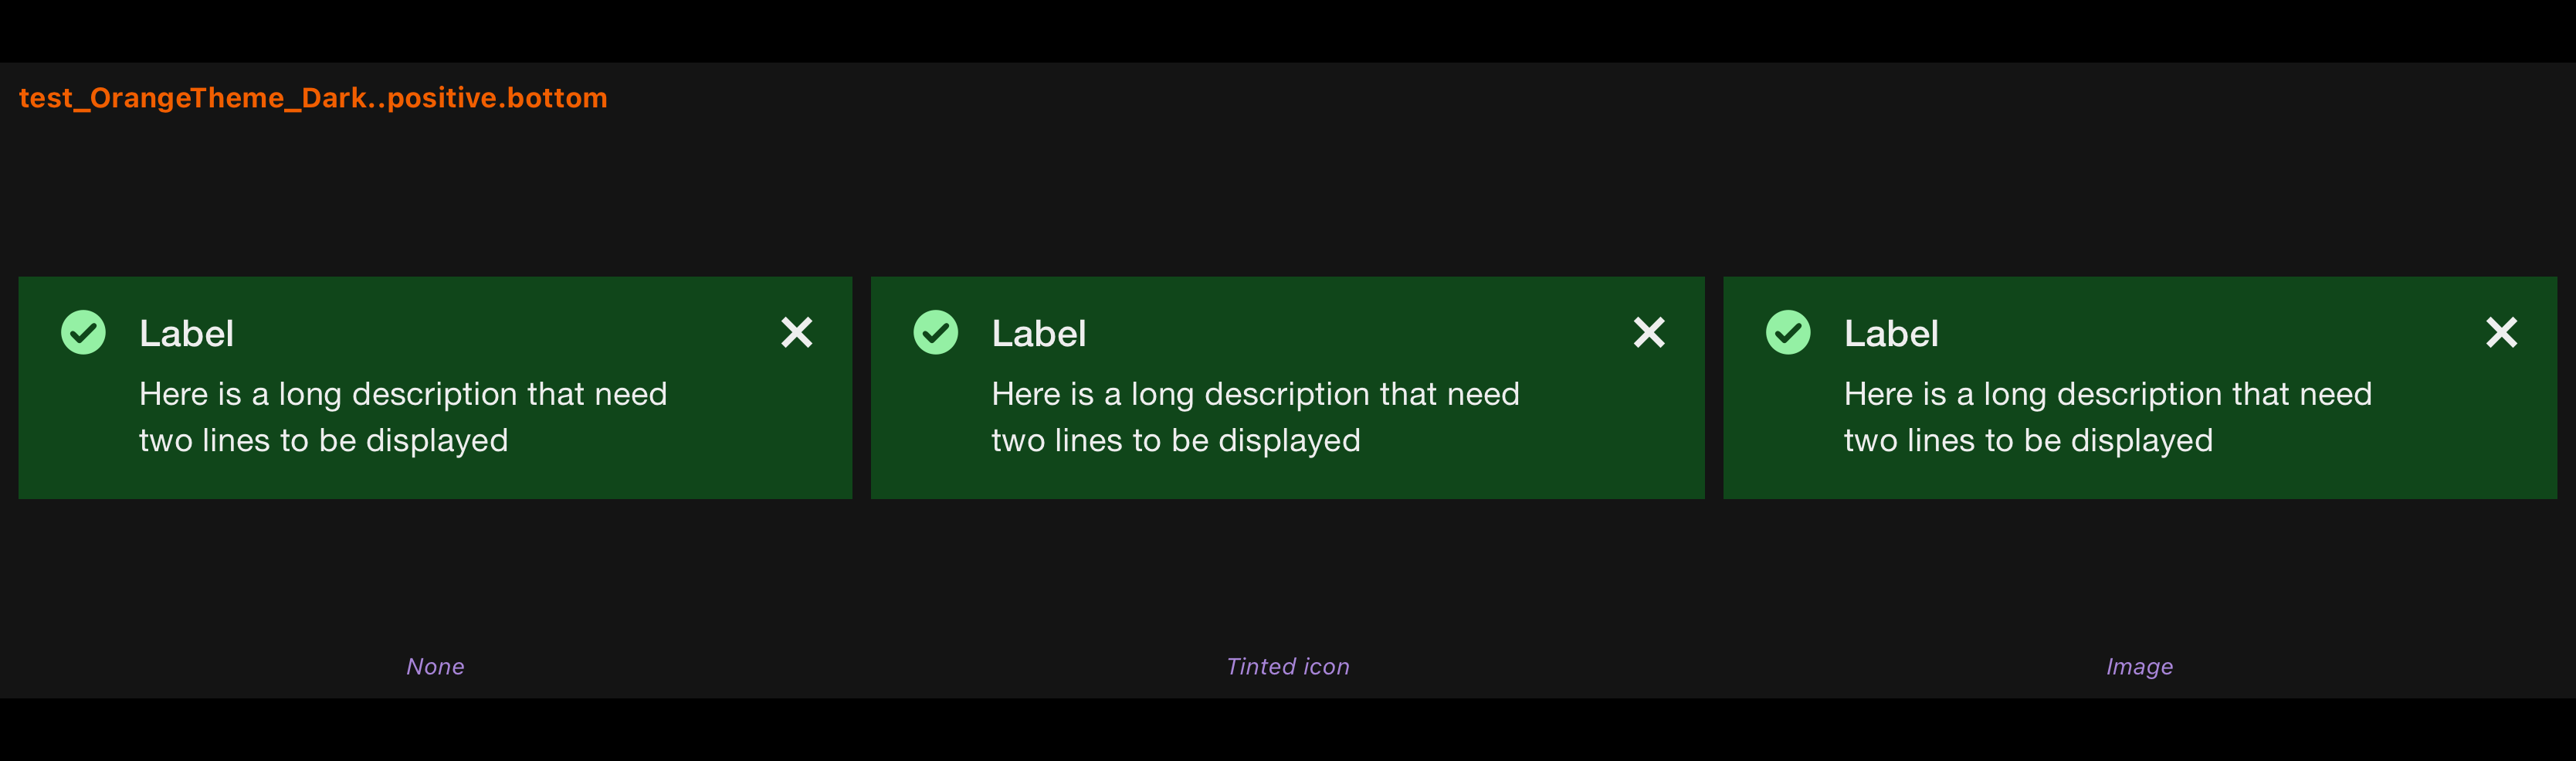 test_OrangeTheme_Dark..positive.bottom
Label
Here is a long description that need
two lines to be displayed
Label
Here is a long description that need
two lines to be displayed
Label
Here is a long description that need
two lines to be displayed
None
Tinted icon
Image